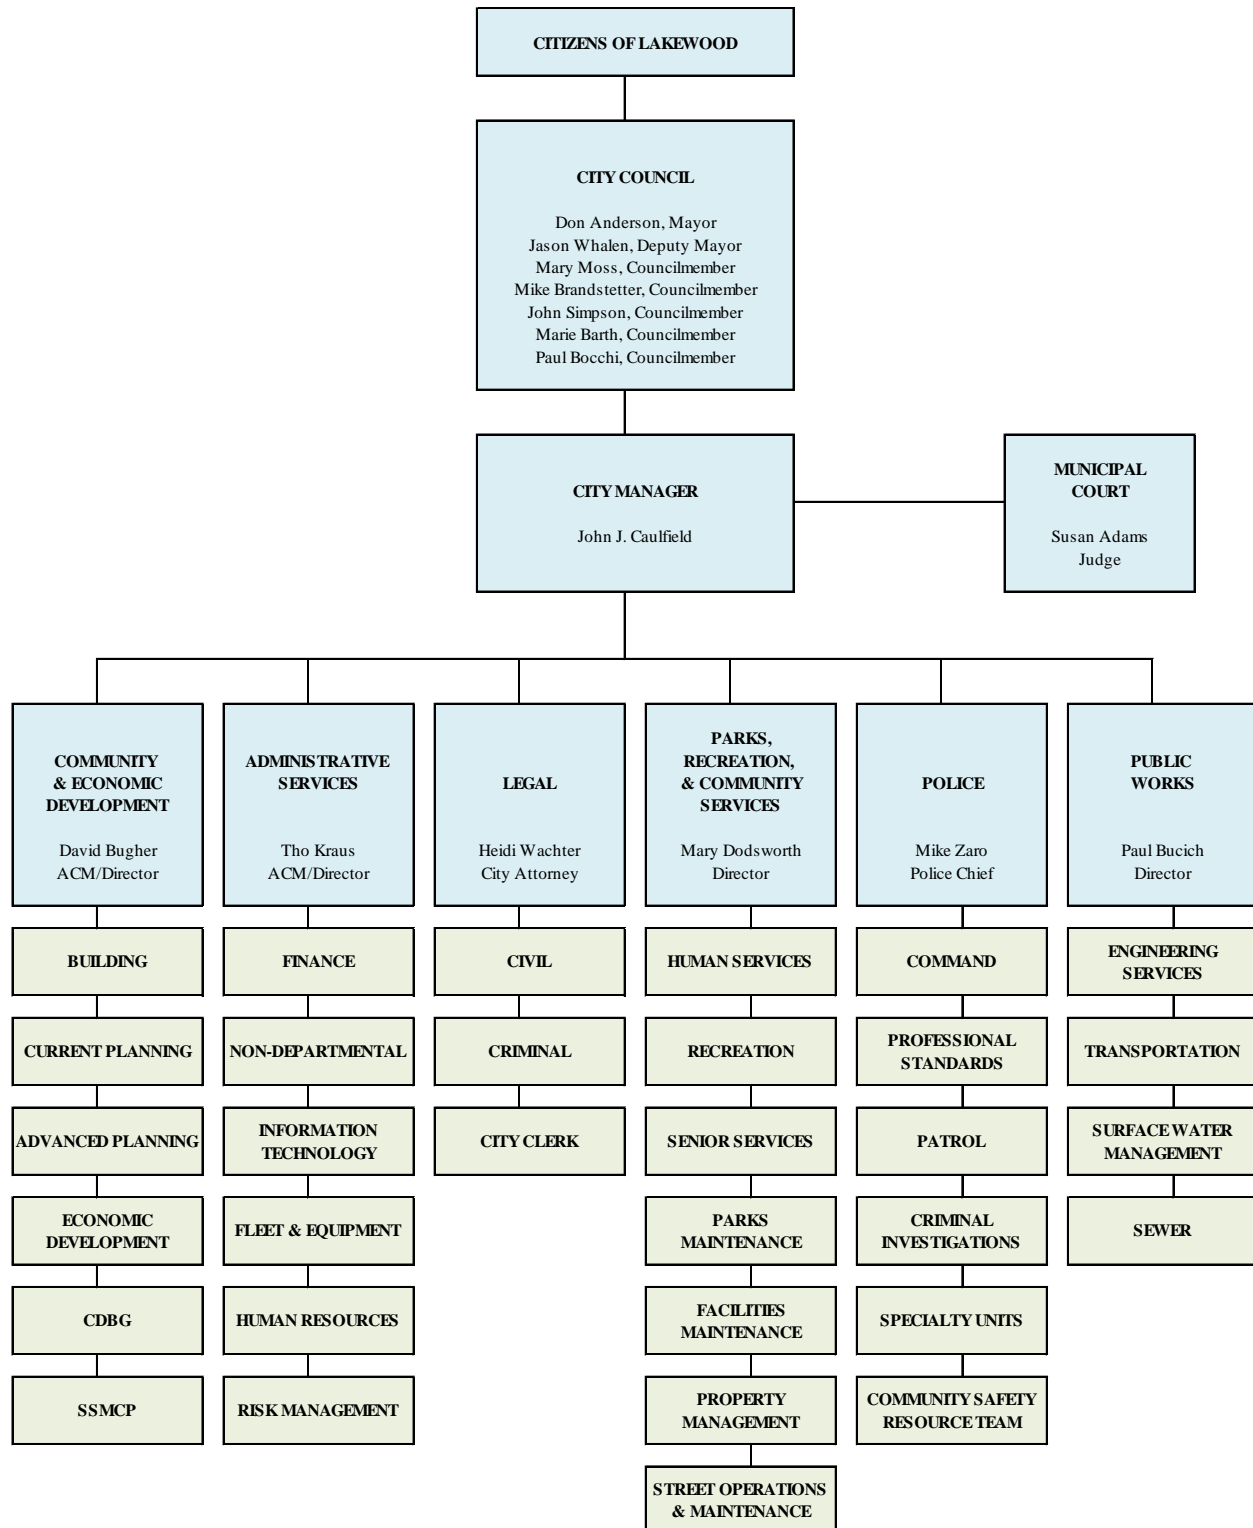 CITIZENS OF LAKEWOOD
CITY COUNCIL
Don Anderson, Mayor
Jason Whalen, Deputy Mayor
Mary Moss, Councilmember
Mike Brandstetter, Councilmember
John Simpson, Councilmember
Marie Barth, Councilmember
Paul Bocchi, Councilmember
CITY MANAGER
John J. Caulfield
MUNICIPAL
COURT
Susan Adams
Judge
COMMUNITY
& ECONOMIC
DEVELOPMENT
David Bugher
ACM/Director
BUILDING
CURRENT PLANNING
ADVANCED PLANNING
ECONOMIC
DEVELOPMENT
CDBG
SSMCP
ADMINISTRATIVE
SERVICES
Tho Kraus
ACM/Director
FINANCE
NON-DEPARTMENTAL
INFORMATION
TECHNOLOGY
FLEET & EQUIPMENT
HUMAN RESOURCES
RISK MANAGEMENT
LEGAL
Heidi Wachter
City Attorney
CIVIL
CRIMINAL
CITY CLERK
PARKS,
RECREATION,
& COMMUNITY
SERVICES
Mary Dodsworth
Director
HUMAN SERVICES
RECREATION
SENIOR SERVICES
PARKS
MAINTENANCE
FACILITIES
MAINTENANCE
PROPERTY
MANAGEMENT
STREET OPERATIONS
& MAINTENANCE
POLICE
Mike Zaro
Police Chief
COMMAND
PROFESSIONAL
STANDARDS
PATROL
CRIMINAL
INVESTIGATIONS
SPECIALTY UNITS
COMMUNITY SAFETY
RESOURCE TEAM
PUBLIC
WORKS
Paul Bucich
Director
ENGINEERING
SERVICES
TRANSPORTATION
SURFACE WATER
MANAGEMENT
SEWER